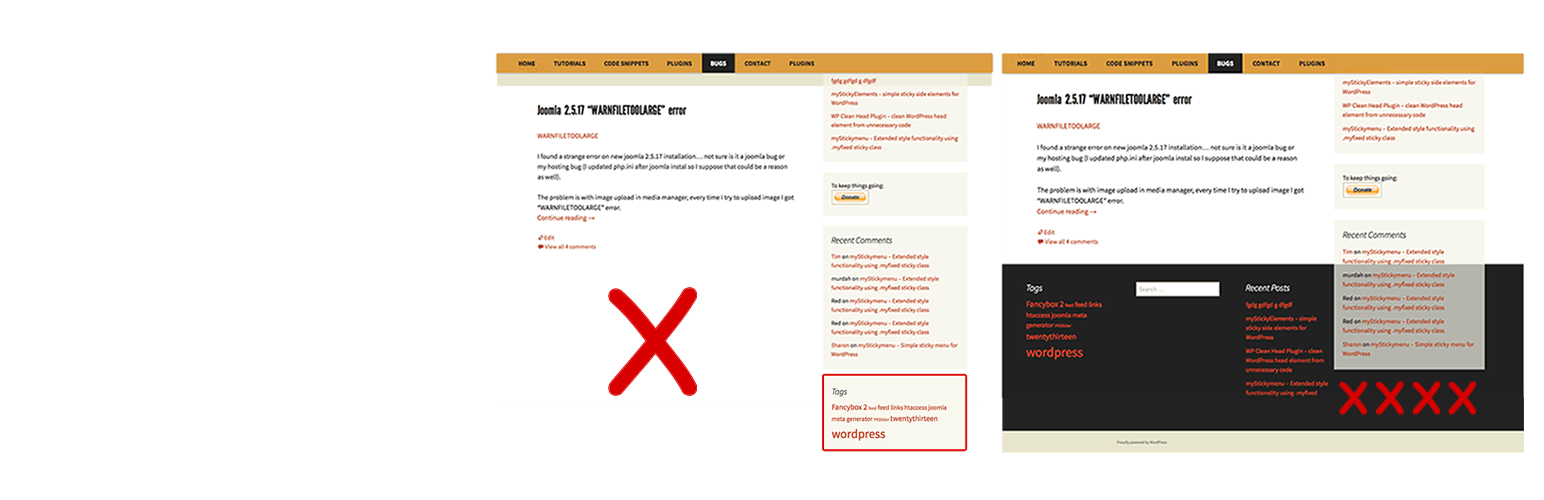 HOME TUTORIALS CODE SNIPPETS PLUGINS BUGS CONTACT PLUGINS
Joomla 2.5.17 “WARNFILETOOLARGE” error
WARNFILETOOLARGE
I found a strange error on new joomla 2.5.17 installation…. not sure is it a joomla bug or
my hosting bug (I updated php.ini after joomla instal so I suppose that could be a reason
as well).
The problem is with image upload in media manager, every time I try to upload image I got
“WARNFILETOOLARGE” error.
Continue reading →
Edit
View all 4 comments
fgdg gdfgd g dfgdf
myStickyElements – simple sticky side elements for
WordPress
WP Clean Head Plugin – clean WordPress head
element from unnecessary code
myStickymenu – Extended style functionality using
.myfixed sticky class
To keep things going:
Donate
Recent Comments
Tim on myStickymenu – Extended style
functionality using .myfixed sticky class
murdah on myStickymenu – Extended style
functionality using .myfixed sticky class
Red on myStickymenu – Extended style
functionality using .myfixed sticky class
Red on myStickymenu – Extended style
functionality using .myfixed sticky class
Sharon on myStickymenu – Simple sticky menu for
WordPress
Tags
Fancybox 2 feed feed links htaccess joomla
meta generator twentythirteen
wordpress
HOME TUTORIALS CODE SNIPPETS PLUGINS BUGS CONTACT PLUGINS
Joomla 2.5.17 “WARNFILETOOLARGE” error
WARNFILETOOLARGE
I found a strange error on new joomla 2.5.17 installation…. not sure is it a joomla bug or
my hosting bug (I updated php.ini after joomla instal so I suppose that could be a reason
as well).
The problem is with image upload in media manager, every time I try to upload image I got
“WARNFILETOOLARGE” error.
Continue reading →
Edit
View all 4 comments
myStickyElements – simple sticky side elements for
WordPress
WP Clean Head Plugin – clean WordPress head
element from unnecessary code
myStickymenu – Extended style functionality using
.myfixed sticky class
To keep things going:
Donate
Recent Comments
Tim on myStickymenu – Extended style
functionality using .myfixed sticky class
murdah on myStickymenu – Extended style
functionality using .myfixed sticky class
Red on myStickymenu – Extended style
functionality using .myfixed sticky class
Red on myStickymenu – Extended style
functionality using .myfixed sticky class
Sharon on myStickymenu – Simple sticky menu for
WordPress
Tags
Fancybox 2 feed feed links
htaccess joomla meta
generator
twentythirteen
wordpress
Search …
Recent Posts
fgdg gdfgd g dfgdf
myStickyElements – simple
sticky side elements for
WordPress
WP Clean Head Plugin – clean
WordPress head element from
unnecessary code
myStickymenu – Extended style
functionality using .myfixed
Proudly powered by WordPress